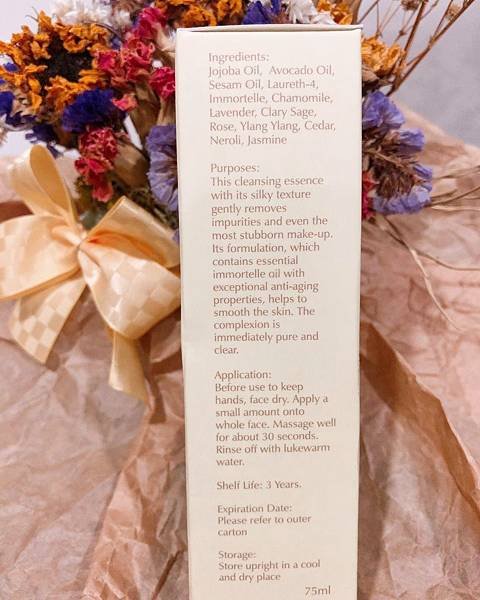 Ingredients:
Jojoba Oil, Avocado Oil,
Sesam Oil, Laureth-4,
Immortelle, Chamomile,
Lavender, Clary Sage,
Rose, Ylang Ylang, Cedar,
Neroli, Jasmine
Purposes:
This cleansing essence
with its silky texture
gently removes
impurities and even the
most stubborn make-up.
Its formulation, which
contains essential
immortelle oil with
exceptional anti-aging
properties, helps to
smooth the skin. The
complexion is
immediately pure and
clear.
Application:
Before use to keep
hands, face dry. Apply a
small amount onto
whole face. Massage well
for about 30 seconds.
Rinse off with lukewarm
water.
Shelf Life: 3 Years.
Expiration Date:
Please refer to outer
carton
Storage:
Store upright in a cool
and dry place
75ml